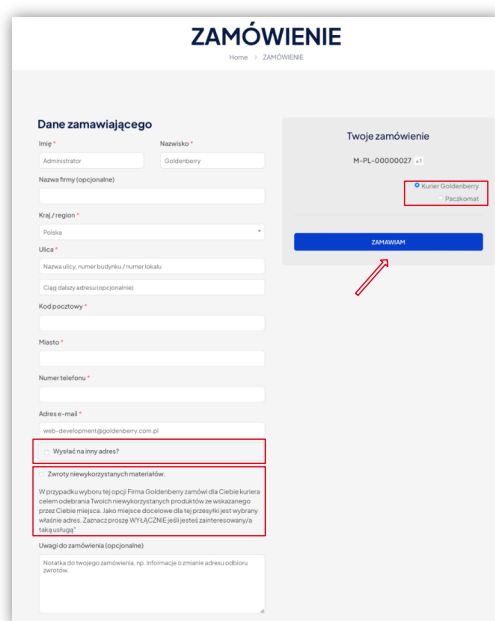 ZAMÓWIENIE
Home > ZAMÓWIENIE
Dane zamawiającego
Imię *
Nazwisko *
Administrator
Goldenberry
Nazwa firmy (opcjonalne)
Kraj / region *
Polska
Ulica *
Nazwa ulicy, numer budynku / numer lokalu
Ciąg dalszy adresu (opcjonalnie)
Kod pocztowy *
Miasto *
Numer telefonu *
Adres e-mail *
web-development@goldenberry.com.pl
Wysłać na inny adres?
Zwroty niewykorzystanych materiałów.
W przypadku wyboru tej opcji Firma Goldenberry zamówi dla Ciebie kuriera
celem odebrania Twoich niewykorzystanych produktów ze wskazanego
przez Ciebie miejsca. Jako miejsce docelowe dla tej przesyłki jest wybrany
właśnie adres. Zaznacz proszę WYŁĄCZNIE jeśli jesteś zainteresowany/a
taką usługą"
Uwagi do zamówienia (opcjonalne)
Notatka do twojego zamówienia, np. informacje o zmianie adresu odbioru
zwrotów.
Twoje zamówienie
M-PL-00000027 x1
Kurier Goldenberry
Paczkomat
ZAMAWIAM